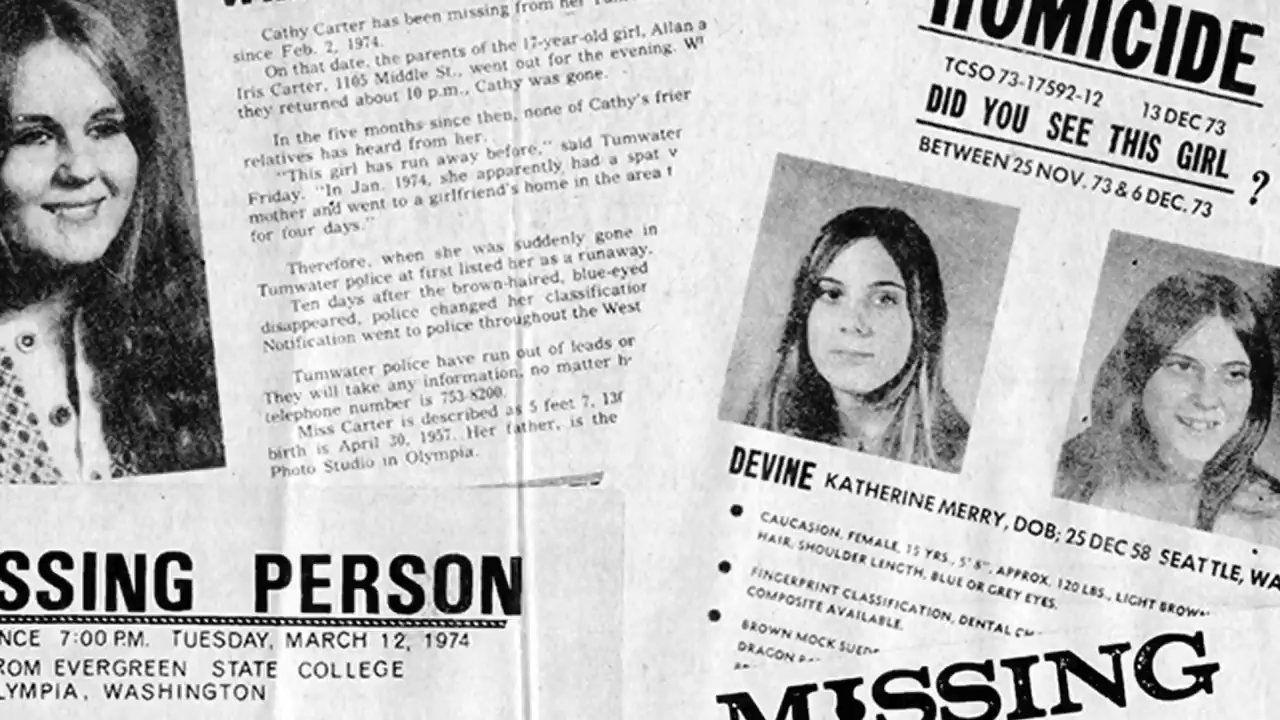 Cathy Carter has been missing from her
since Feb. 2, 1974.
On that date, the parents of the 17-year-old girl, Allan a
Iris Carter, 1105 Middle St., went out for the evening. W
they returned about 10 p.m., Cathy was gone.
In the five months since then, none of Cathy's frier
relatives has heard from her.
"This girl has run away before," said Tumwater
Friday. "In Jan. 1974, she apparently had a spat v
mother and went to a girlfriend's home in the area
for four days."
Therefore, when she was suddenly gone in
Tumwater police at first listed her as a runaway.
Ten days after the brown-haired, blue-eyed
disappeared, police changed her classification
Notification went to police throughout the West
Tumwater police have run out of leads or
They will take any information, no matter h
telephone number is 753-8200.
Miss Carter is described as 5 feet 7, 13
birth is April 30, 1957. Her father, is the
Photo Studio in Olympia.
SSING PERSON
NCE 7:00 P.M. TUESDAY, MARCH 12, 1974
ROM EVERGREEN STATE COLLEGE
LYMPIA, WASHINGTON
HOMICIDE
TCSO 73-17592-12 13 DEC 73
DID YOU SEE THIS GIRL ?
BETWEEN 25 NOV. 73 & 6 DEC. 73
DEVINE KATHERINE MERRY, DOB; 25 DEC 58 SEATTLE, WA
CAUCASION, FEMALE, 15 YRS., 5'8", APPROX. 120 LBS., LIGHT BROWN
HAIR, SHOULDER LENGTH, BLUE OR GREY EYES.
FINGERPRINT CLASSIFICATION, DENTAL CH
COMPOSITE AVAILABLE.
BROWN MOCK SUEDE
DRAGON
MISSING